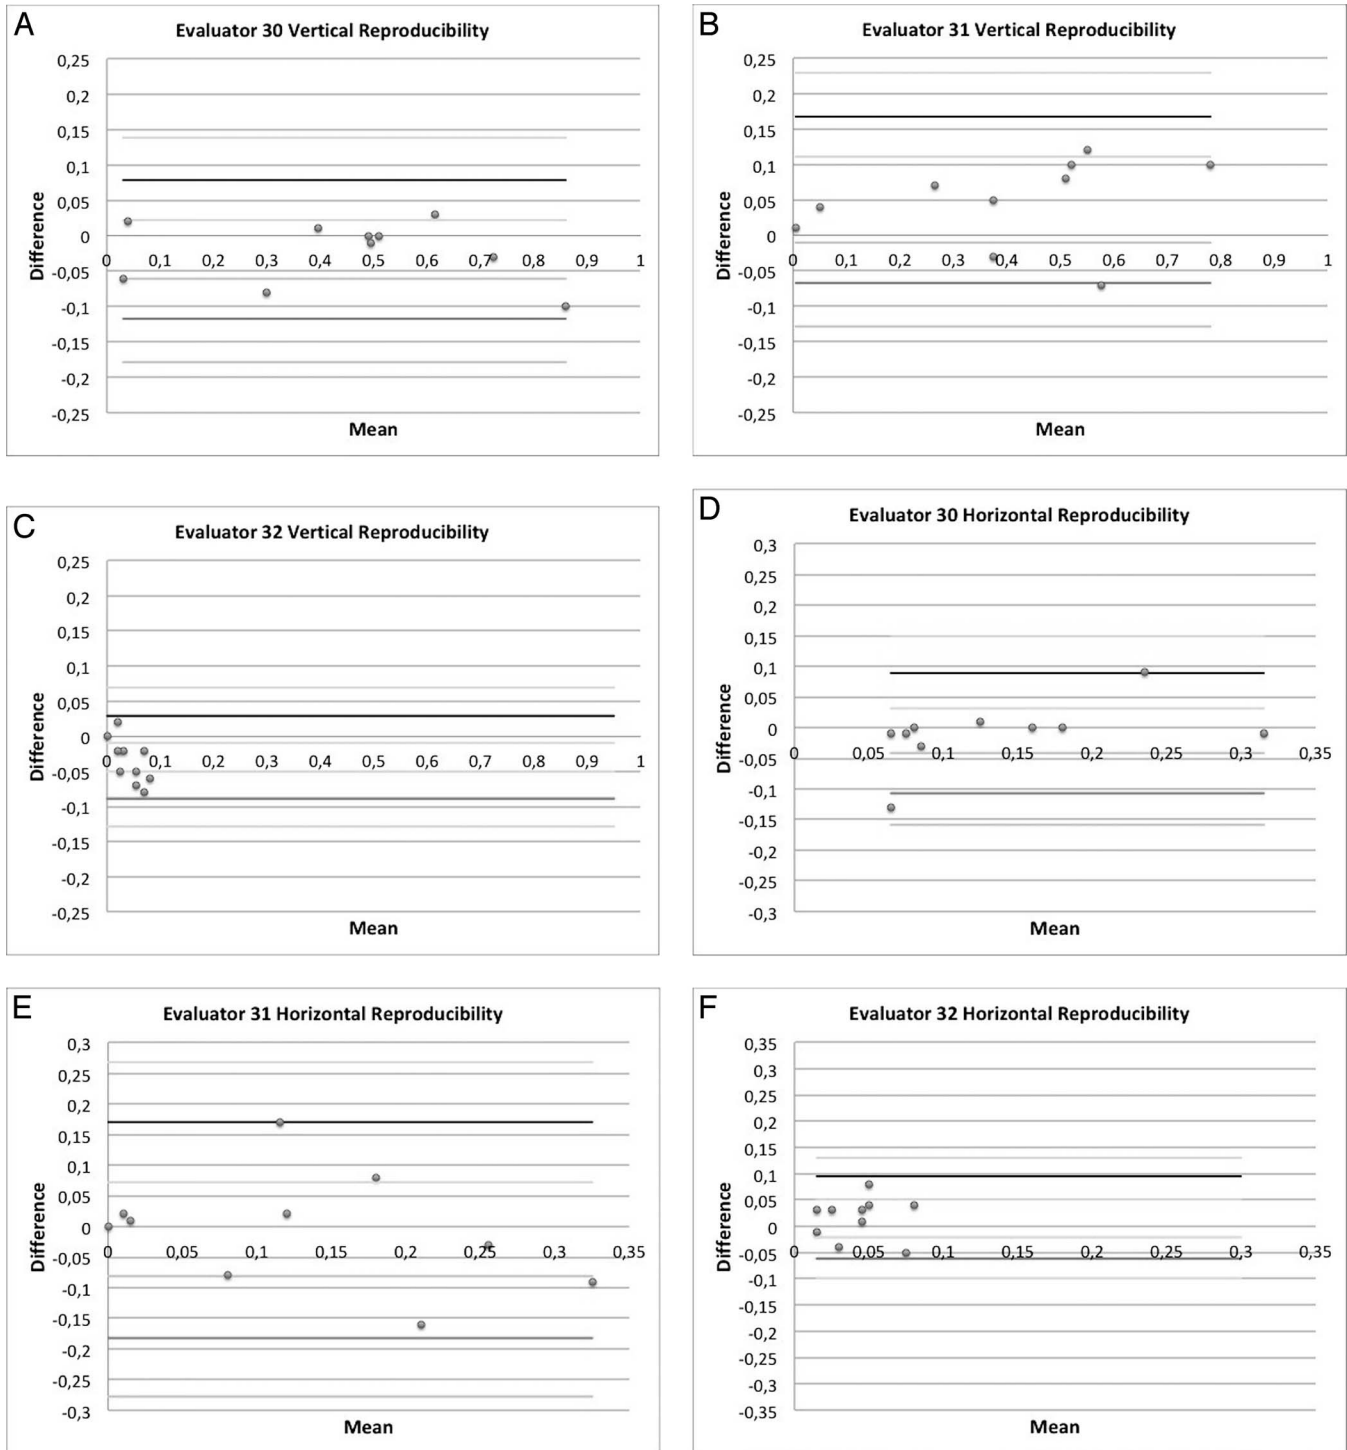 A
Evaluator 30 Vertical Reproducibility
0,25
0,2
0,15
0,1
0,05
0
-0,05
-0,1
-0,15
-0,2
-0,25
Difference
0 0,1 0,2 0,3 0,4 0,5 0,6 0,7 0,8 0,9 1
Mean
B
Evaluator 31 Vertical Reproducibility
0,25
0,2
0,15
0,1
0,05
0
-0,05
-0,1
-0,15
-0,2
-0,25
Difference
0 0,1 0,2 0,3 0,4 0,5 0,6 0,7 0,8 0,9 1
Mean
C
Evaluator 32 Vertical Reproducibility
0,25
0,2
0,15
0,1
0,05
0
-0,05
-0,1
-0,15
-0,2
-0,25
Difference
0 0,1 0,2 0,3 0,4 0,5 0,6 0,7 0,8 0,9 1
Mean
D
Evaluator 30 Horizontal Reproducibility
0,3
0,25
0,2
0,15
0,1
0,05
0
-0,05
-0,1
-0,15
-0,2
-0,25
-0,3
Difference
0 0,05 0,1 0,15 0,2 0,25 0,3 0,35
Mean
E
Evaluator 31 Horizontal Reproducibility
0,3
0,25
0,2
0,15
0,1
0,05
0
-0,05
-0,1
-0,15
-0,2
-0,25
-0,3
Difference
0 0,05 0,1 0,15 0,2 0,25 0,3 0,35
Mean
F
Evaluator 32 Horizontal Reproducibility
0,35
0,3
0,25
0,2
0,15
0,1
0,05
0
-0,05
-0,1
-0,15
-0,2
-0,25
-0,3
-0,35
Difference
0 0,05 0,1 0,15 0,2 0,25 0,3 0,35
Mean